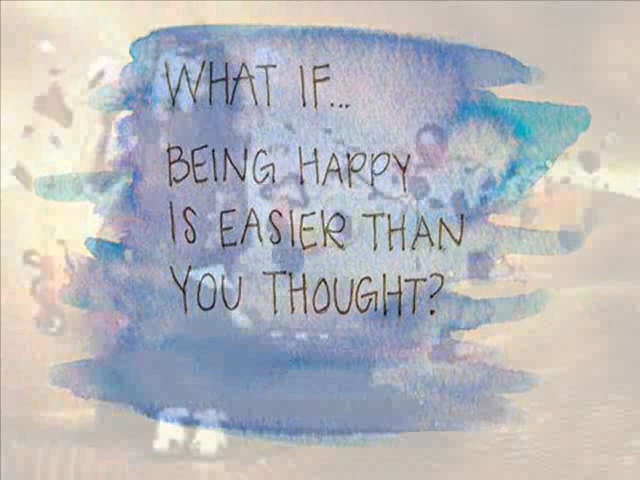 WHAT IF...
BEING HAPPY
IS EASIER THAN
YOU THOUGHT?